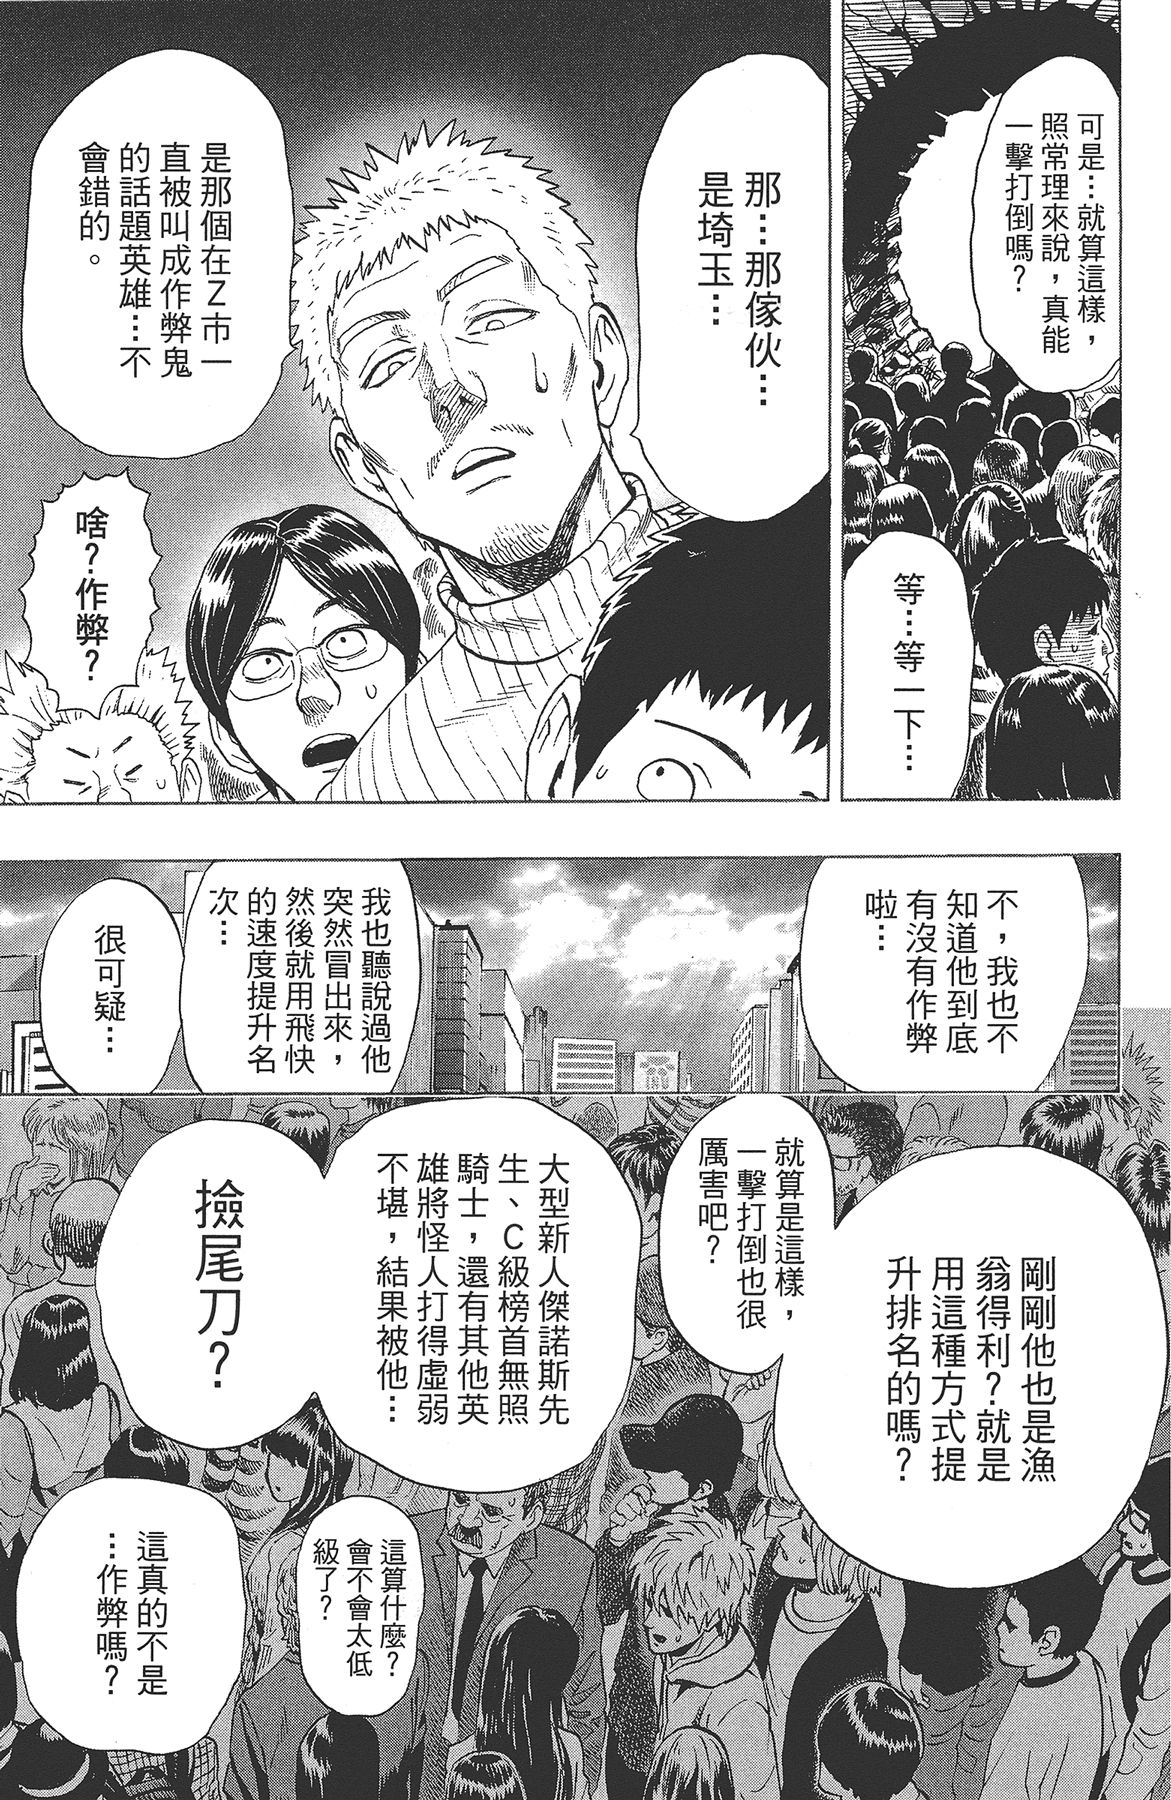 可是…就算這樣，
照常理來說，真能
一擊打倒嗎？
等…等一下…
那…那傢伙…
是埼玉…
是那個在Z市一
直被叫成作弊鬼
的話題英雄…不
會錯的。
啥？作弊？
不，我也不
知道他到底
有沒有作弊
啦…
我也聽說過他
突然冒出來，
然後就用飛快
的速度提升名
次…
很可疑…
剛剛他也是漁
翁得利？就是
用這種方式提
升排名的嗎？
就算是這樣，
一擊打倒也很
厲害吧？
大型新人傑諾斯先
生、C級榜首無照
騎士，還有其他英
雄將怪人打得虛弱
不堪，結果被他…
撿尾刀？
這算什麼？
會不會太低
級了？
這真的不是
…作弊嗎？